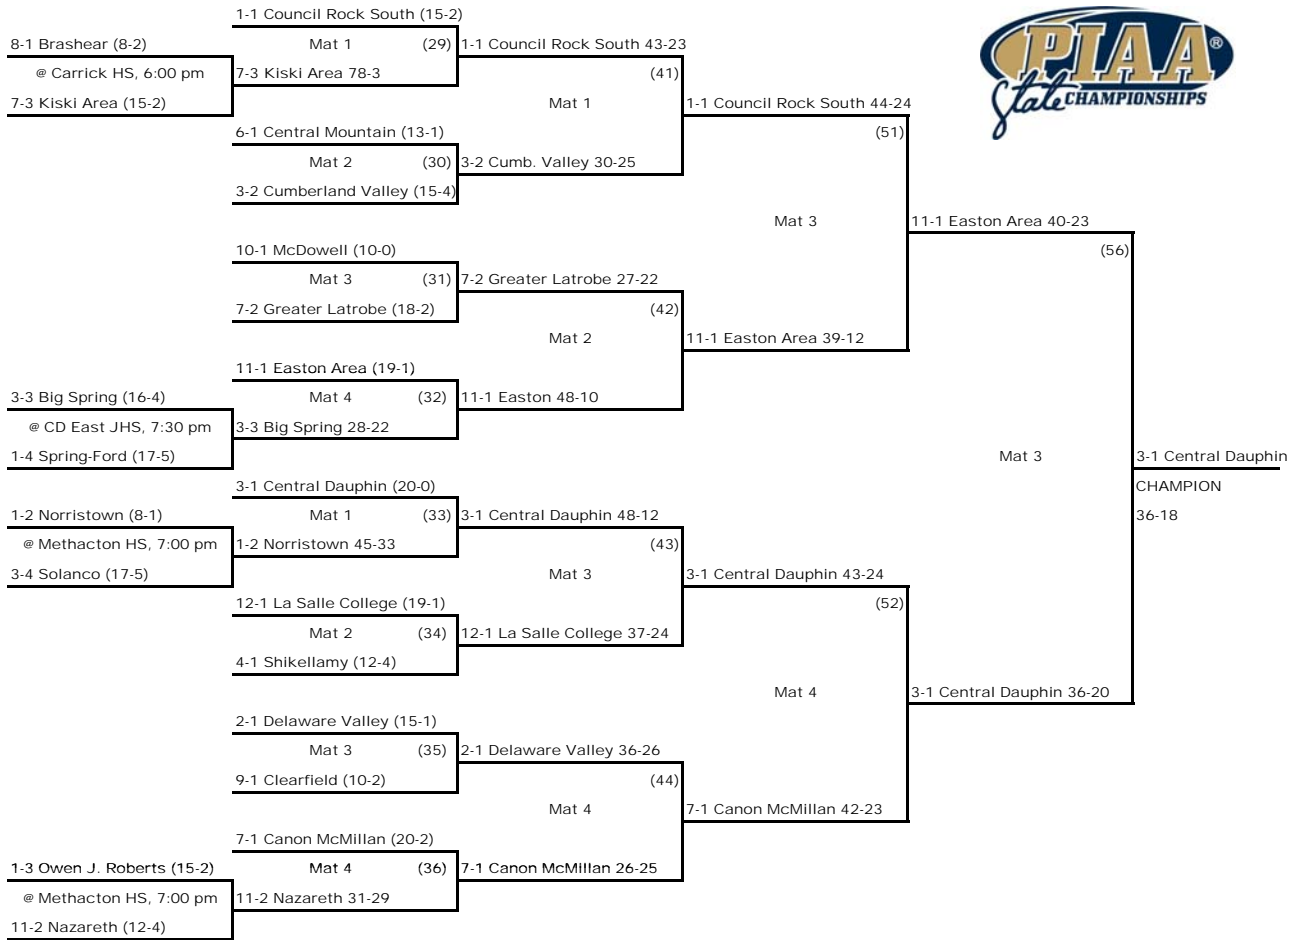 1-1 Council Rock South (15-2)
8-1 Brashear (8-2)
Mat 1 (29)
1-1 Council Rock South 43-23
@ Carrick HS, 6:00 pm
7-3 Kiski Area 78-3
(41)
7-3 Kiski Area (15-2)
Mat 1
1-1 Council Rock South 44-24
6-1 Central Mountain (13-1)
(51)
Mat 2 (30)
3-2 Cumb. Valley 30-25
3-2 Cumberland Valley (15-4)
Mat 3
11-1 Easton Area 40-23
10-1 McDowell (10-0)
(56)
Mat 3 (31)
7-2 Greater Latrobe 27-22
7-2 Greater Latrobe (18-2)
(42)
Mat 2
11-1 Easton Area 39-12
11-1 Easton Area (19-1)
3-3 Big Spring (16-4)
Mat 4 (32)
11-1 Easton 48-10
@ CD East JHS, 7:30 pm
3-3 Big Spring 28-22
1-4 Spring-Ford (17-5)
Mat 3
3-1 Central Dauphin
3-1 Central Dauphin (20-0)
CHAMPION
1-2 Norristown (8-1)
Mat 1 (33)
3-1 Central Dauphin 48-12
36-18
@ Methacton HS, 7:00 pm
1-2 Norristown 45-33
(43)
3-4 Solanco (17-5)
Mat 3
3-1 Central Dauphin 43-24
12-1 La Salle College (19-1)
(52)
Mat 2 (34)
12-1 La Salle College 37-24
4-1 Shikellamy (12-4)
Mat 4
3-1 Central Dauphin 36-20
2-1 Delaware Valley (15-1)
Mat 3 (35)
2-1 Delaware Valley 36-26
9-1 Clearfield (10-2)
(44)
Mat 4
7-1 Canon McMillan 42-23
7-1 Canon McMillan (20-2)
1-3 Owen J. Roberts (15-2)
Mat 4 (36)
7-1 Canon McMillan 26-25
@ Methacton HS, 7:00 pm
11-2 Nazareth 31-29
11-2 Nazareth (12-4)
PIAA®
State CHAMPIONSHIPS